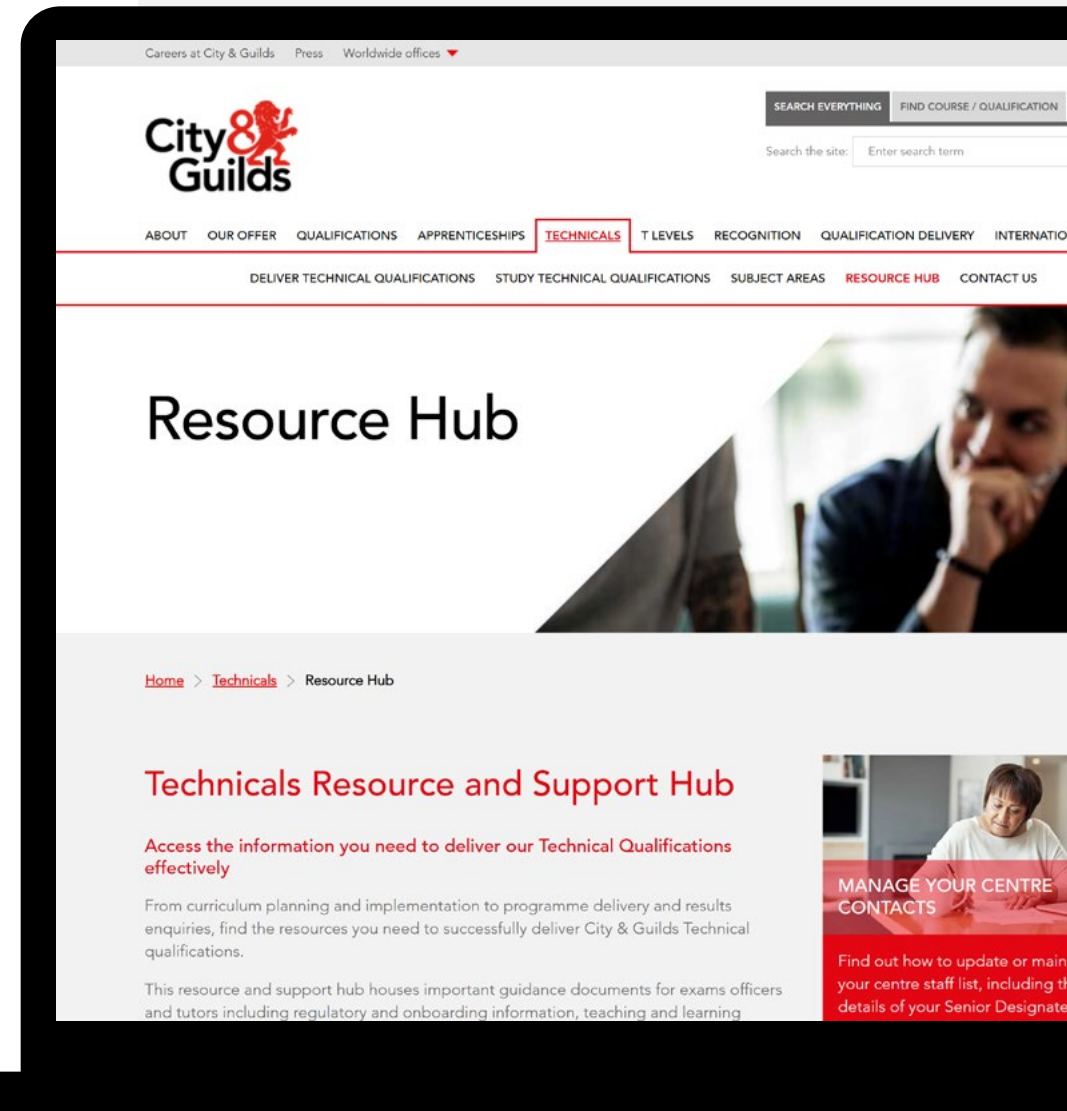 Careers at City & Guilds Press Worldwide offices
City&
Guilds
SEARCH EVERYTHING FIND COURSE / QUALIFICATION
Search the site: Enter search term
ABOUT OUR OFFER QUALIFICATIONS APPRENTICESHIPS TECHNICALS T LEVELS RECOGNITION QUALIFICATION DELIVERY INTERNATIO
DELIVER TECHNICAL QUALIFICATIONS STUDY TECHNICAL QUALIFICATIONS SUBJECT AREAS RESOURCE HUB CONTACT US
Resource Hub
Home > Technicals > Resource Hub
Technicals Resource and Support Hub
Access the information you need to deliver our Technical Qualifications
effectively
From curriculum planning and implementation to programme delivery and results
enquiries, find the resources you need to successfully deliver City & Guilds Technical
qualifications.
This resource and support hub houses important guidance documents for exams officers
and tutors including regulatory and onboarding information, teaching and learning
MANAGE YOUR CENTRE
CONTACTS
Find out how to update or main
your centre staff list, including th
details of your Senior Designate